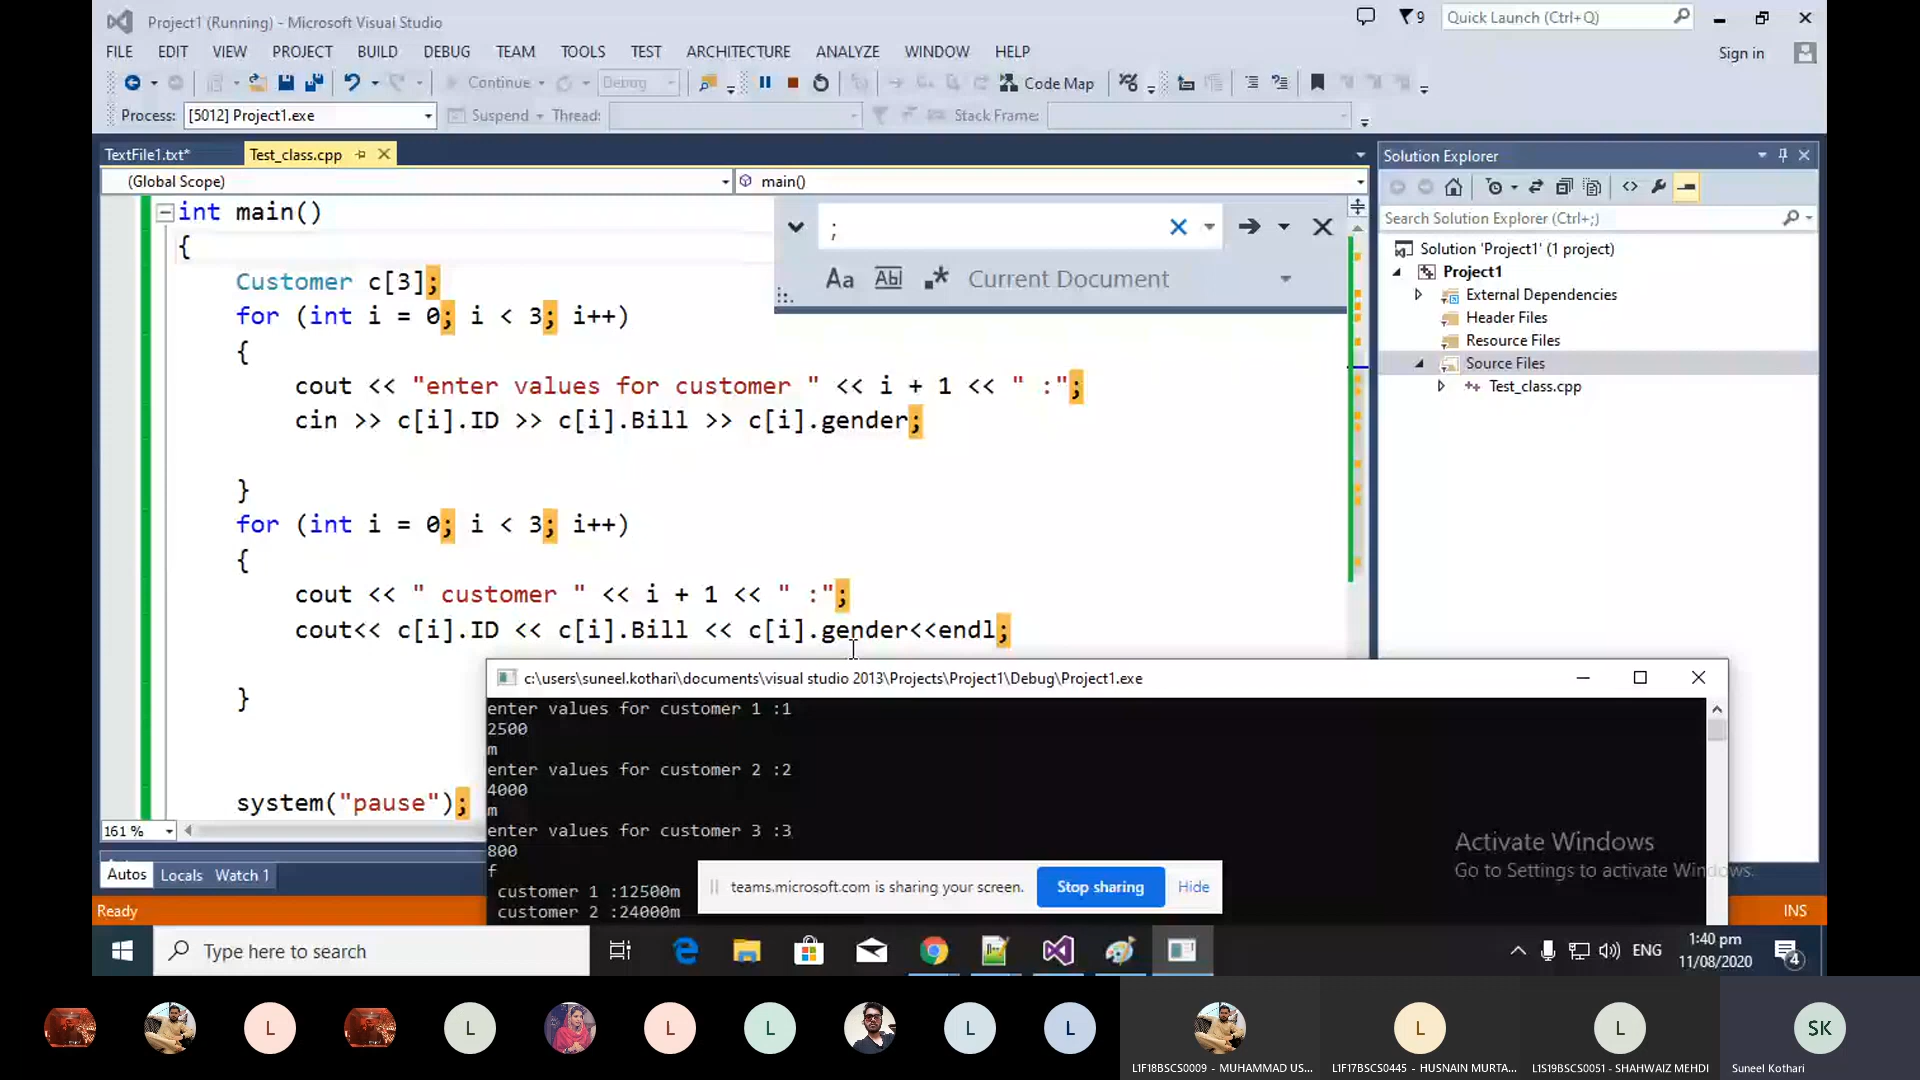 Project1 (Running) - Microsoft Visual Studio
9
Quick Launch (Ctrl+Q)
FILE EDIT VIEW PROJECT BUILD DEBUG TEAM TOOLS TEST ARCHITECTURE ANALYZE WINDOW HELP
Sign in
Continue Debug Code Map
Process: [5012] Project1.exe Suspend Thread: Stack Frame:
TextFile1.txt* Test_class.cpp
(Global Scope) main()
int main()
{
Customer c[3];
for (int i = 0; i < 3; i++)
{
cout << "enter values for customer " << i + 1 << " :";
cin >> c[i].ID >> c[i].Bill >> c[i].gender;
}
for (int i = 0; i < 3; i++)
{
cout << " customer " << i + 1 << " :";
cout<< c[i].ID << c[i].Bill << c[i].gender<<endl;
}
system("pause");
;
Aa Abl .* Current Document
Solution Explorer
Search Solution Explorer (Ctrl+;)
Solution 'Project1' (1 project)
Project1
External Dependencies
Header Files
Resource Files
Source Files
Test_class.cpp
161 %
Autos Locals Watch 1
Ready
INS
c:\users\suneel.kothari\documents\visual studio 2013\Projects\Project1\Debug\Project1.exe
enter values for customer 1 :1
2500
m
enter values for customer 2 :2
4000
m
enter values for customer 3 :3
800
f
customer 1 :12500m
customer 2 :24000m
teams.microsoft.com is sharing your screen. Stop sharing Hide
Activate Windows
Go to Settings to activate Windows.
Type here to search
ENG
1:40 pm
11/08/2020
4
L L L L L L L L SK
L1F18BSCS0009 - MUHAMMAD US...
L1F17BSCS0445 - HUSNAIN MURTA...
L1S19BSCS0051 - SHAHWAIZ MEHDI
Suneel Kothari